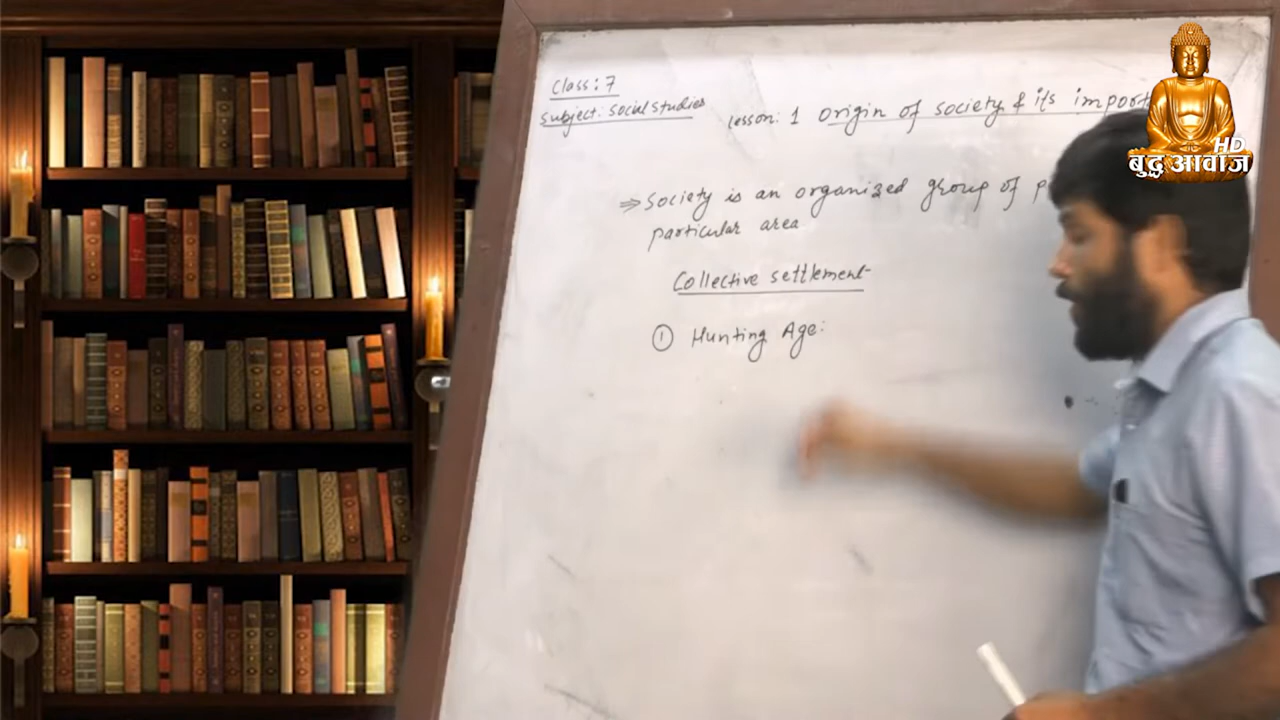 Class: 7
Subject: Social studies
lesson: 1 Origin of society & its
⇒ Society is an organized group of
particular area
Collective settlement
① Hunting Age:
HD
बुद्ध आवाज